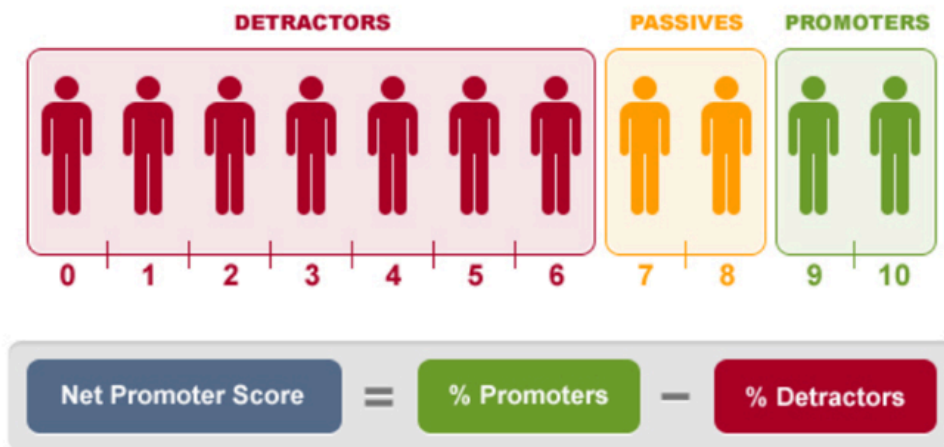 DETRACTORS PASSIVES PROMOTERS
0 1 2 3 4 5 6 7 8 9 10
Net Promoter Score = % Promoters − % Detractors